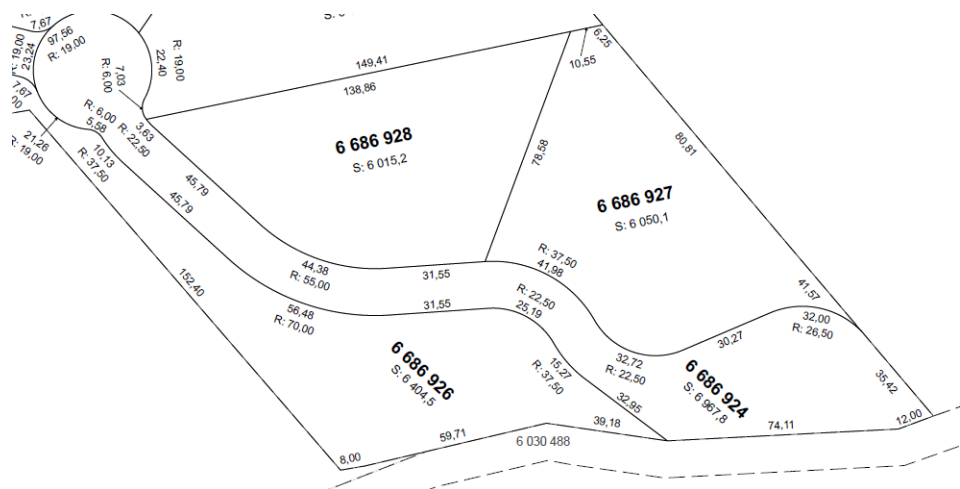 7,67
97,56
R: 19,00
R: 19,00
23,24
7,67
21,26
R: 19,00
7,03
R: 6,00
22,40
R: 19,00
R: 6,00
5,58
3,63
R: 22,50
10,13
R: 37,50
45,79
45,79
149,41
138,86
10,55
6,25
6 686 928
S: 6 015,2
78,58
80,81
6 686 927
S: 6 050,1
44,38
R: 55,00
31,55
R: 37,50
41,98
152,40
56,48
R: 70,00
31,55
R: 22,50
25,19
41,57
32,00
R: 26,50
30,27
32,72
R: 22,50
15,27
R: 37,50
32,95
6 686 926
S: 6 404,5
6 686 924
S: 6 967,8
35,42
12,00
74,11
39,18
59,71
8,00
6 030 488